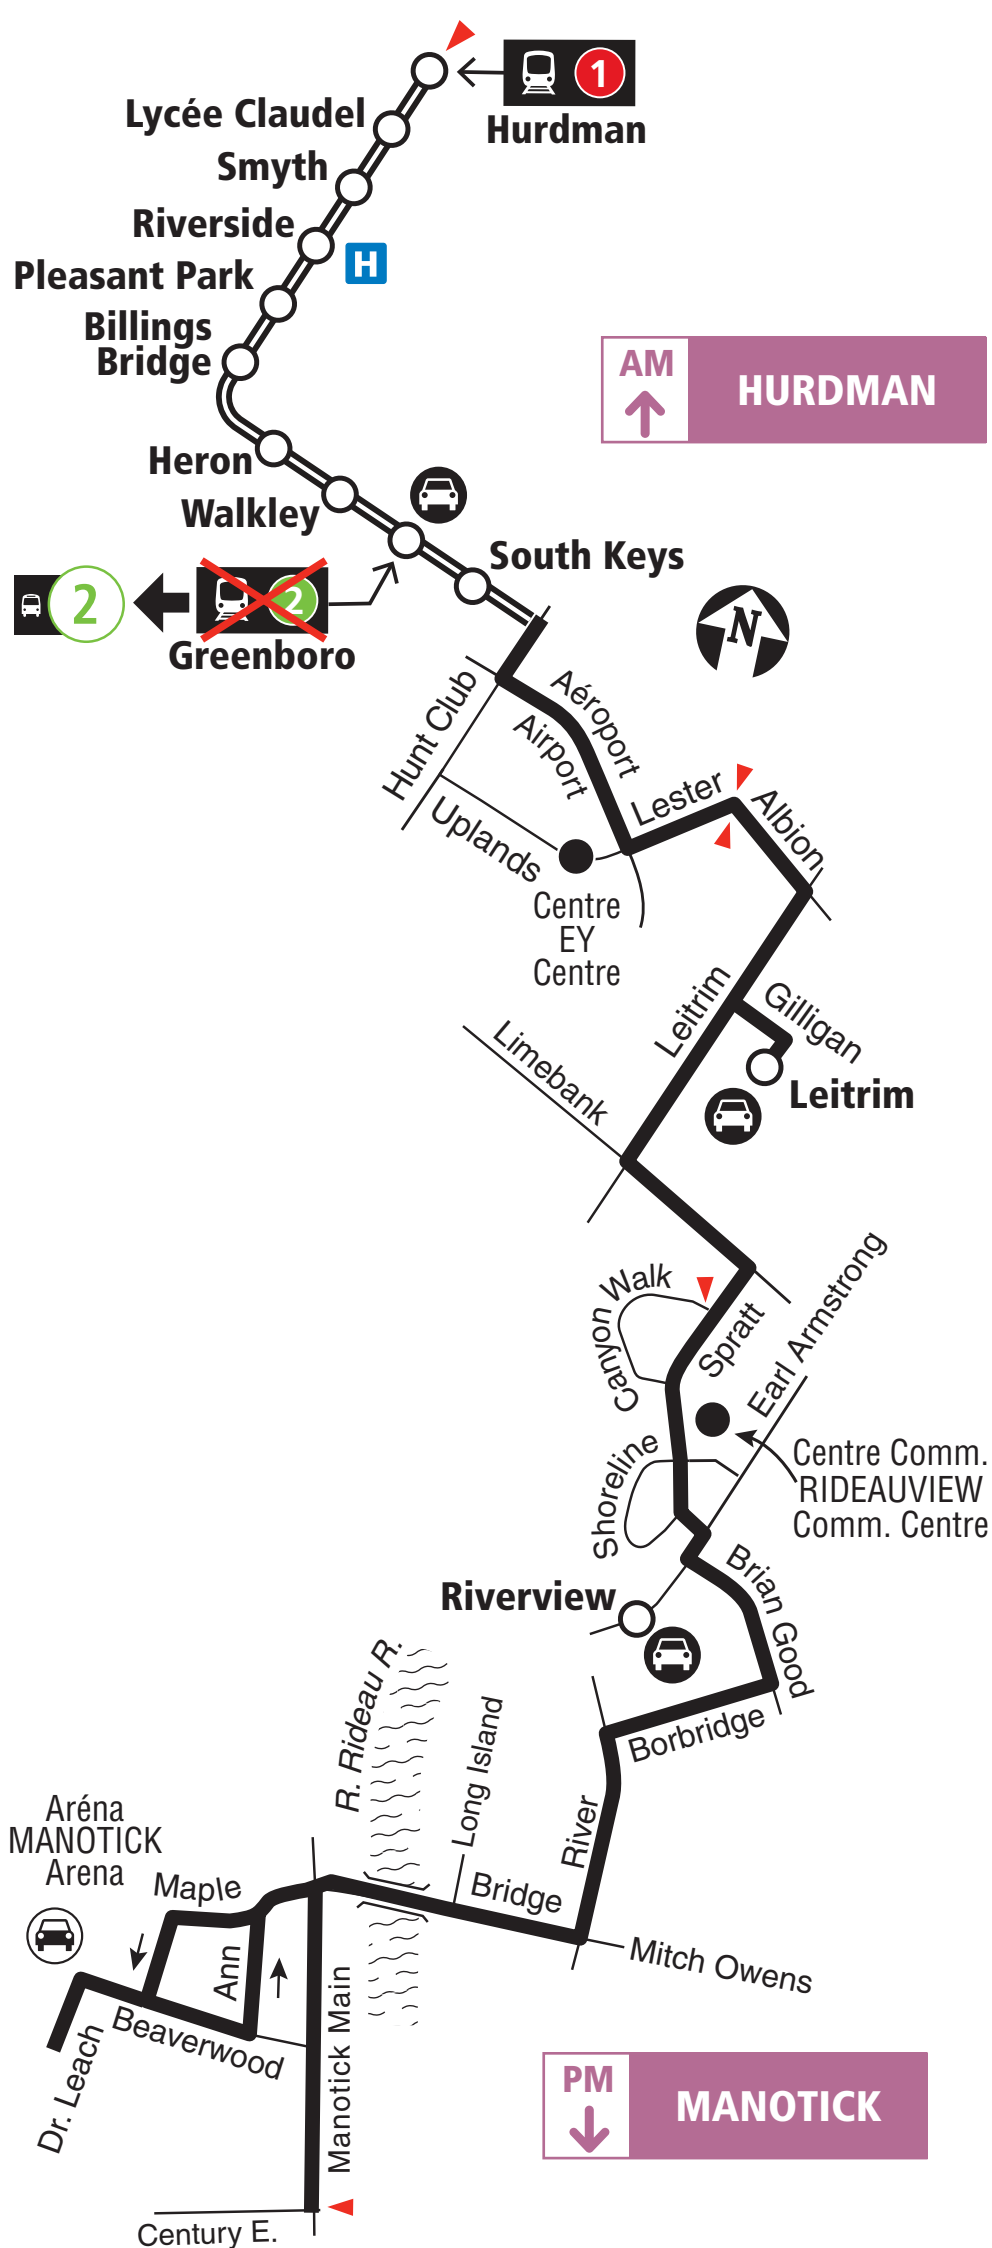 1
Hurdman
Lycée Claudel
Smyth
Riverside
H
Pleasant Park
Billings
Bridge
AM
HURDMAN
Heron
Walkley
South Keys
2
2
Greenboro
N
Hunt Club
Aéroport
Airport
Uplands
Lester
Albion
Centre
EY
Centre
Leitrim
Gilligan
Limebank
Leitrim
Canyon Walk
Spratt
Earl Armstrong
Shoreline
Centre Comm.
RIDEAUVIEW
Comm. Centre
Brian Good
Riverview
R. Rideau R.
Long Island
Borbridge
River
Aréna
MANOTICK
Arena
Maple
Bridge
Ann
Mitch Owens
Beaverwood
Manotick Main
Dr. Leach
PM
MANOTICK
Century E.